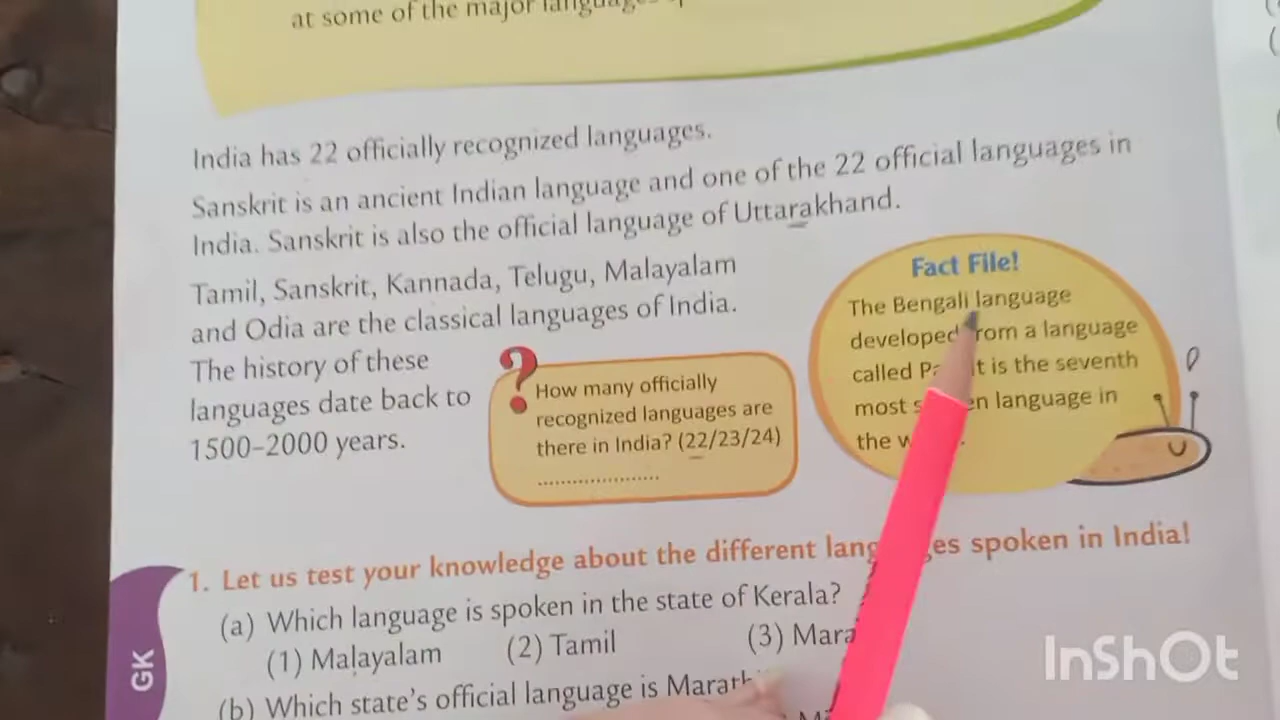 at some of the major languages
India has 22 officially recognized languages.
Sanskrit is an ancient Indian language and one of the 22 official languages in
India. Sanskrit is also the official language of Uttarakhand.
Tamil, Sanskrit, Kannada, Telugu, Malayalam
and Odia are the classical languages of India.
The history of these
languages date back to
1500–2000 years.
? How many officially
recognized languages are
there in India? (22/23/24)
.....................
Fact File!
The Bengali language
developed from a language
called It is the seventh
most spoken language in
the
1. Let us test your knowledge about the different languages spoken in India!
(a) Which language is spoken in the state of Kerala?
(1) Malayalam (2) Tamil (3)
(b) Which state's official language is
GK
InShOt